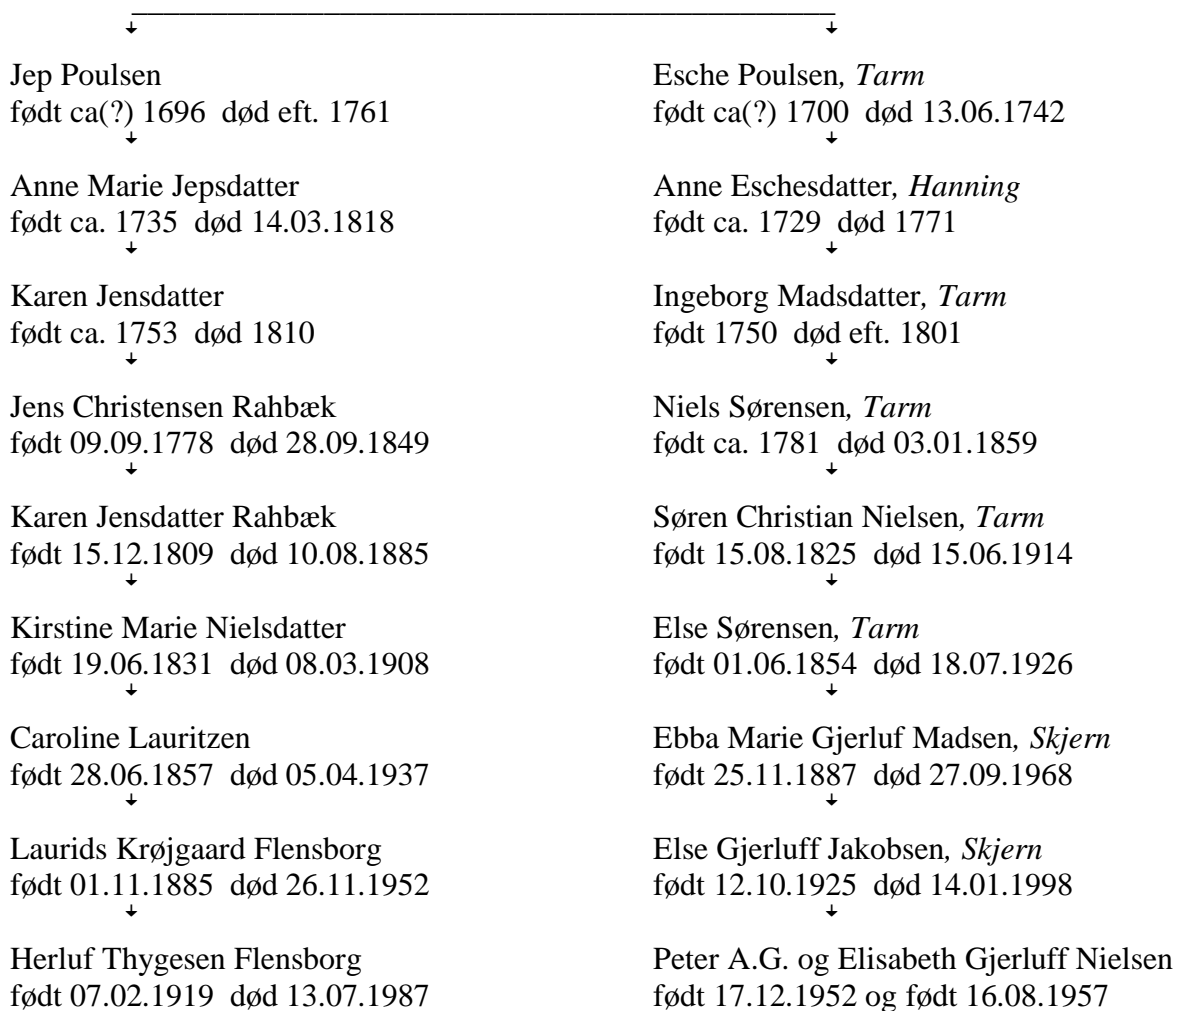 Jep Poulsen
født ca(?) 1696  død eft. 1761
Anne Marie Jepsdatter
født ca. 1735  død 14.03.1818
Karen Jensdatter
født ca. 1753  død 1810
Jens Christensen Rahbæk
født 09.09.1778  død 28.09.1849
Karen Jensdatter Rahbæk
født 15.12.1809  død 10.08.1885
Kirstine Marie Nielsdatter
født 19.06.1831  død 08.03.1908
Caroline Lauritzen
født 28.06.1857  død 05.04.1937
Laurids Krøjgaard Flensborg
født 01.11.1885  død 26.11.1952
Herluf Thygesen Flensborg
født 07.02.1919  død 13.07.1987
Esche Poulsen, Tarm
født ca(?) 1700  død 13.06.1742
Anne Eschesdatter, Hanning
født ca. 1729  død 1771
Ingeborg Madsdatter, Tarm
født 1750  død eft. 1801
Niels Sørensen, Tarm
født ca. 1781  død 03.01.1859
Søren Christian Nielsen, Tarm
født 15.08.1825  død 15.06.1914
Else Sørensen, Tarm
født 01.06.1854  død 18.07.1926
Ebba Marie Gjerluf Madsen, Skjern
født 25.11.1887  død 27.09.1968
Else Gjerluff Jakobsen, Skjern
født 12.10.1925  død 14.01.1998
Peter A.G. og Elisabeth Gjerluff Nielsen
født 17.12.1952 og født 16.08.1957